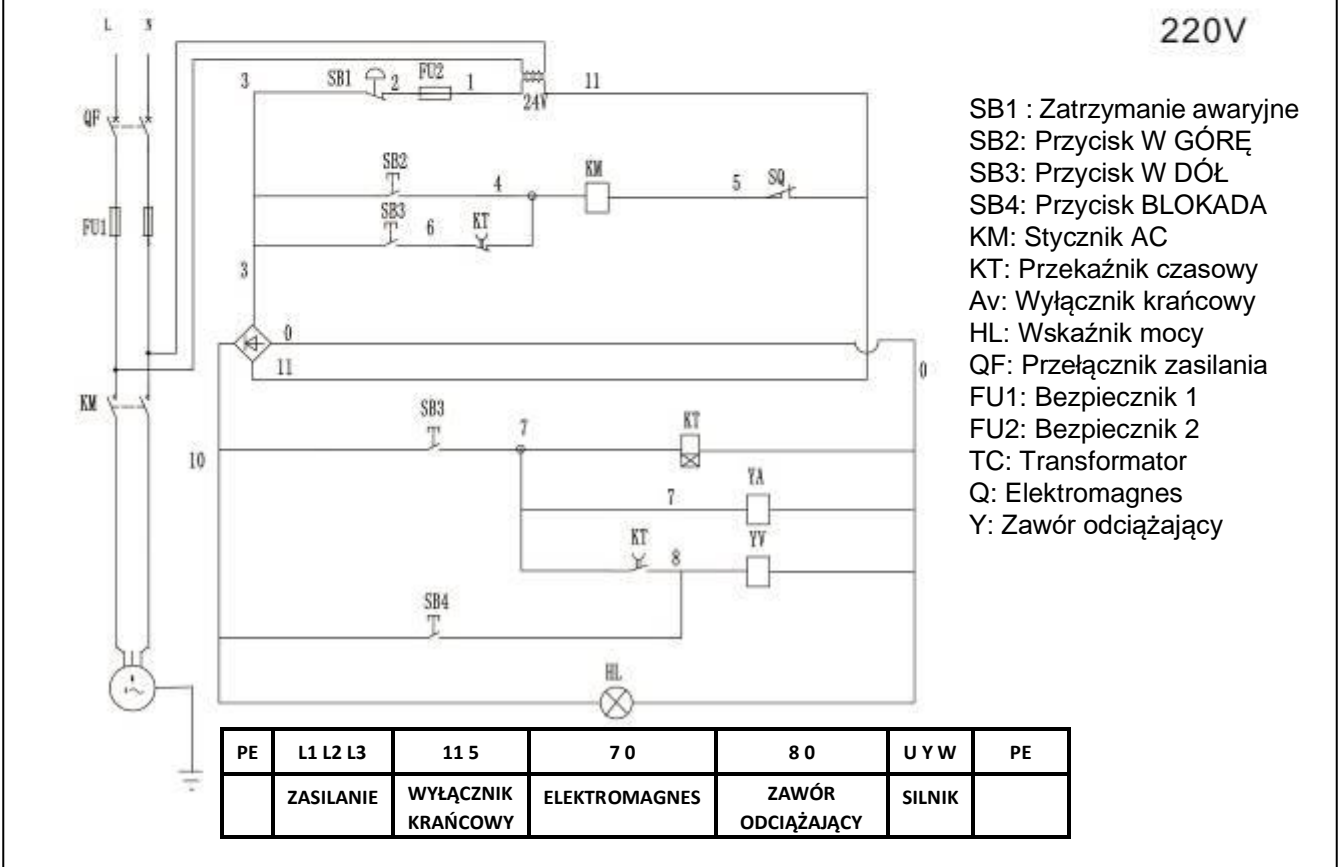 220V
L N
3 SB1 2 FU2 1 24V 11
QF
SB2 4 KM 5 SQ
SB3 6 KT
FU1
3
0
11
0
KM
SB3 7 KT
10
7 YA
KT 8 YV
SB4
HL
SB1 : Zatrzymanie awaryjne
SB2: Przycisk W GÓRĘ
SB3: Przycisk W DÓŁ
SB4: Przycisk BLOKADA
KM: Stycznik AC
KT: Przekaźnik czasowy
Av: Wyłącznik krańcowy
HL: Wskaźnik mocy
QF: Przełącznik zasilania
FU1: Bezpiecznik 1
FU2: Bezpiecznik 2
TC: Transformator
Q: Elektromagnes
Y: Zawór odciążający
PE L1 L2 L3 11 5 7 0 8 0 U Y W PE
ZASILANIE WYŁĄCZNIK KRAŃCOWY ELEKTROMAGNES ZAWÓR ODCIĄŻAJĄCY SILNIK